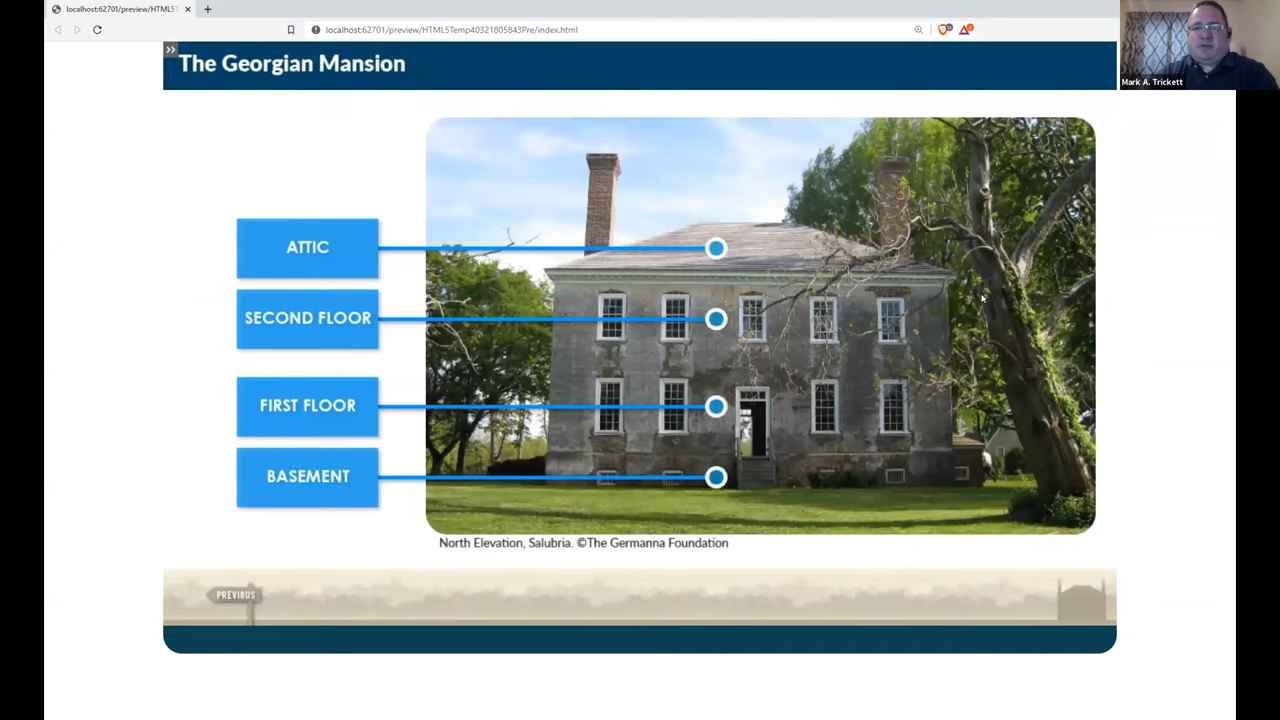 localhost:62701/preview/HTML5T
localhost:62701/preview/HTML5Temp40321805843Pre/index.html
Mark A. Trickett
The Georgian Mansion
ATTIC
SECOND FLOOR
FIRST FLOOR
BASEMENT
North Elevation, Salubria. ©The Germanna Foundation
PREVIOUS